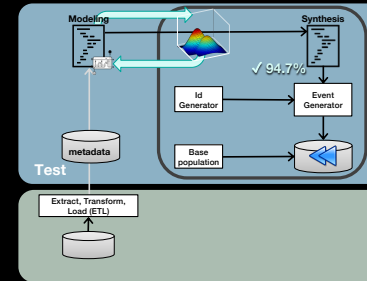 Modeling
Synthesis
✓ 94.7%
Id
Generator
Event
Generator
metadata
Base
population
Test
Extract, Transform,
Load (ETL)